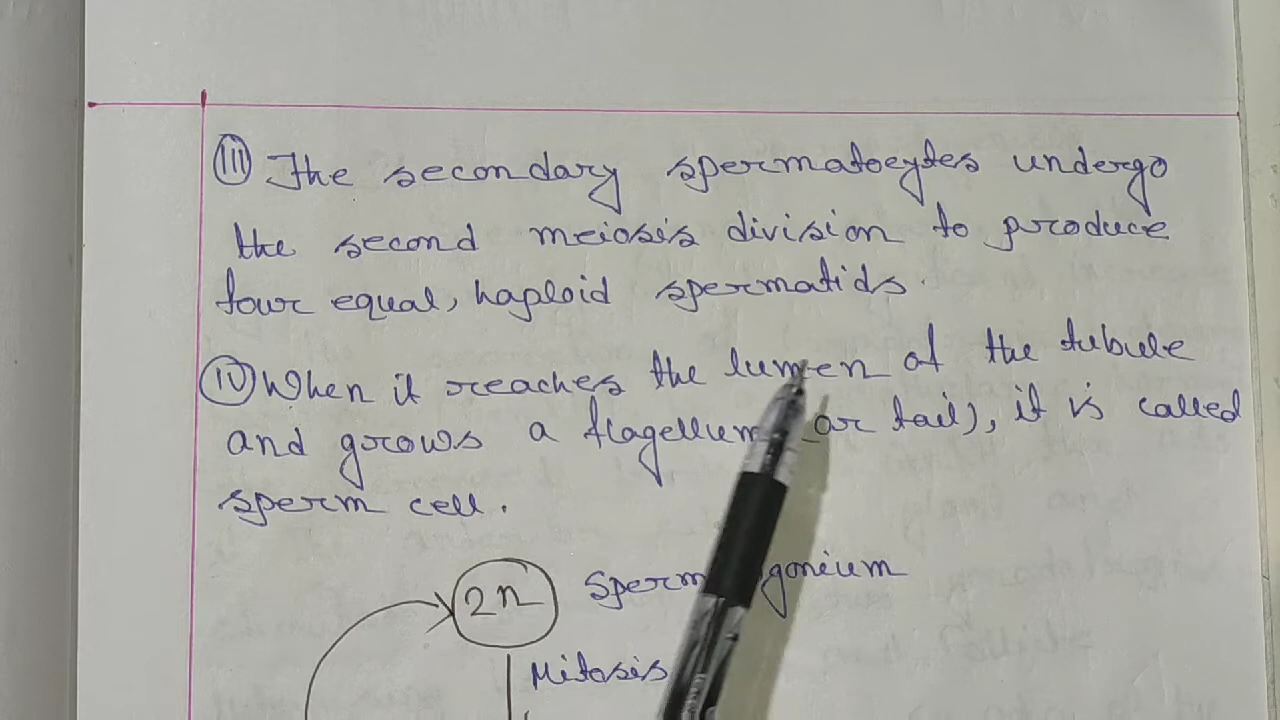 (III) The secondary spermatocytes undergo
the second meiosis division to produce
four equal, haploid spermatids.
(IV) When it reaches the lumen of the tubule
and grows a flagellum (or tail), it is called
sperm cell.
2n
Mitosis